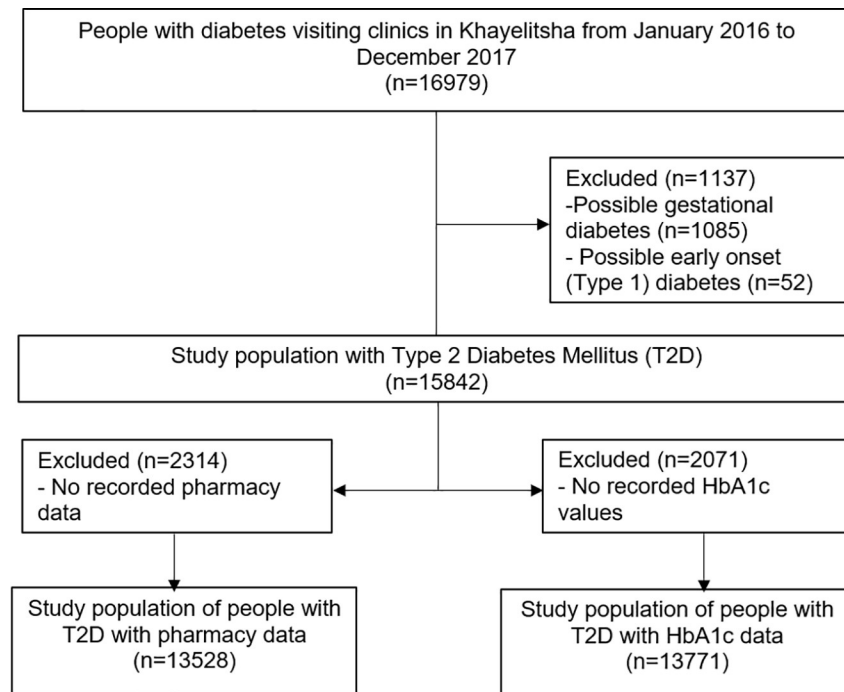 People with diabetes visiting clinics in Khayelitsha from January 2016 to
December 2017
(n=16979)
Excluded (n=1137)
-Possible gestational
diabetes (n=1085)
- Possible early onset
(Type 1) diabetes (n=52)
Study population with Type 2 Diabetes Mellitus (T2D)
(n=15842)
Excluded (n=2314)
- No recorded pharmacy
data
Excluded (n=2071)
- No recorded HbA1c
values
Study population of people with
T2D with pharmacy data
(n=13528)
Study population of people with
T2D with HbA1c data
(n=13771)